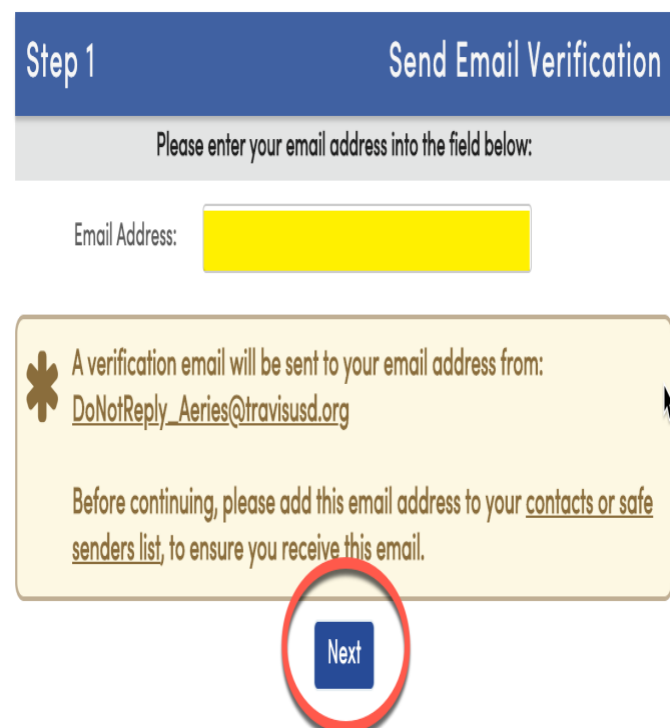 Step 1 Send Email Verification
Please enter your email address into the field below:
Email Address:
A verification email will be sent to your email address from:
DoNotReply_Aeries@travisusd.org
Before continuing, please add this email address to your contacts or safe
senders list, to ensure you receive this email.
Next